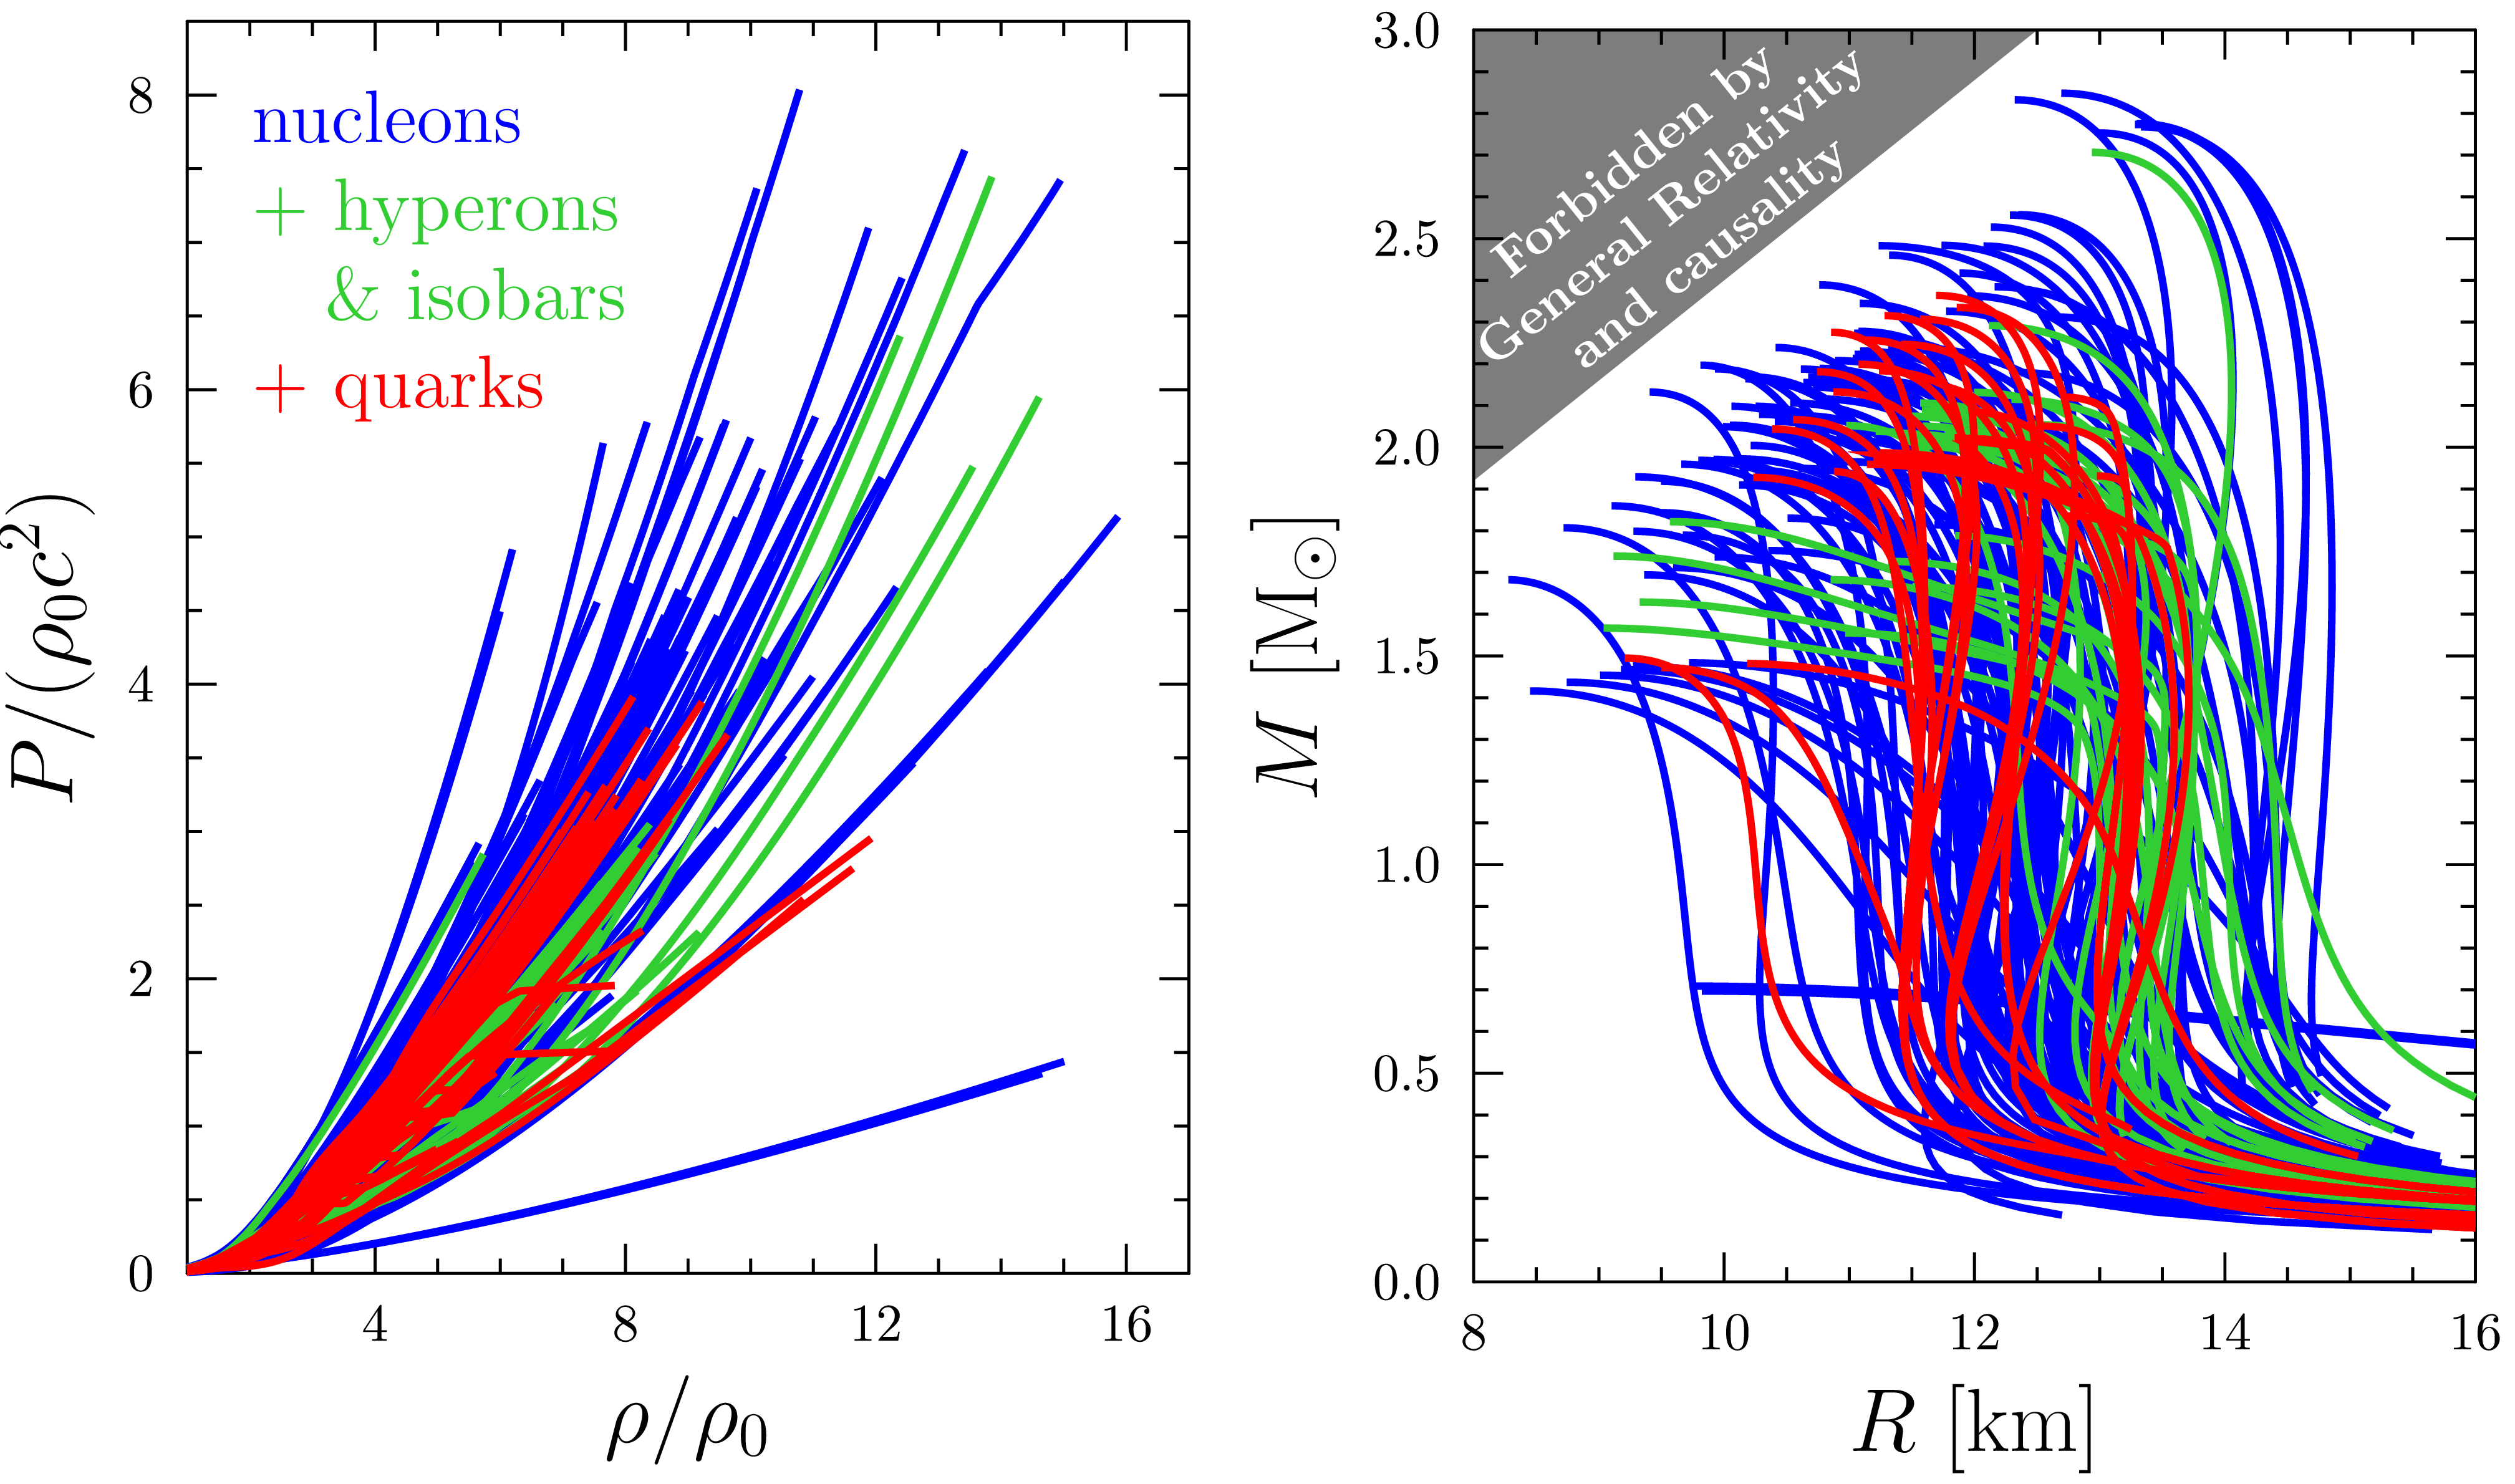 8
6
4
2
0
P/(ρ₀c²)
nucleons
+ hyperons
& isobars
+ quarks
4 8 12 16
ρ/ρ₀
3.0
2.5
2.0
1.5
1.0
0.5
0.0
M [M⊙]
Forbidden by
General Relativity
and causality
8 10 12 14 16
R [km]